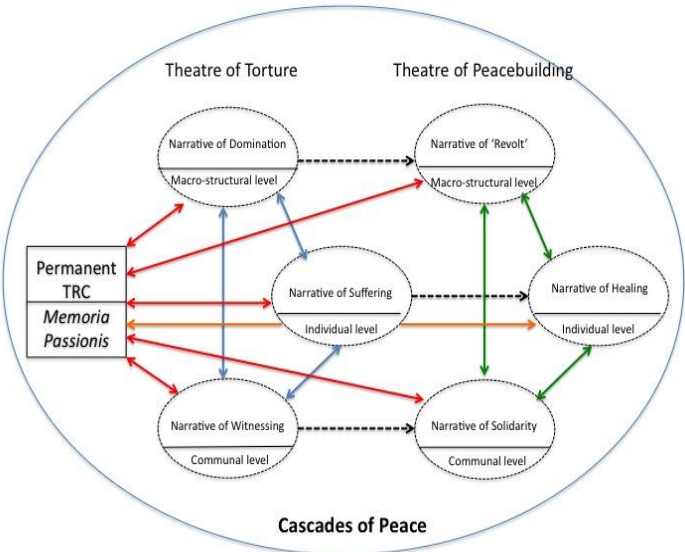 Theatre of Torture
Theatre of Peacebuilding
Narrative of Domination
Macro-structural level
Narrative of ‘Revolt’
Macro-structural level
Permanent
TRC
Memoria
Passionis
Narrative of Suffering
Individual level
Narrative of Healing
Individual level
Narrative of Witnessing
Communal level
Narrative of Solidarity
Communal level
Cascades of Peace